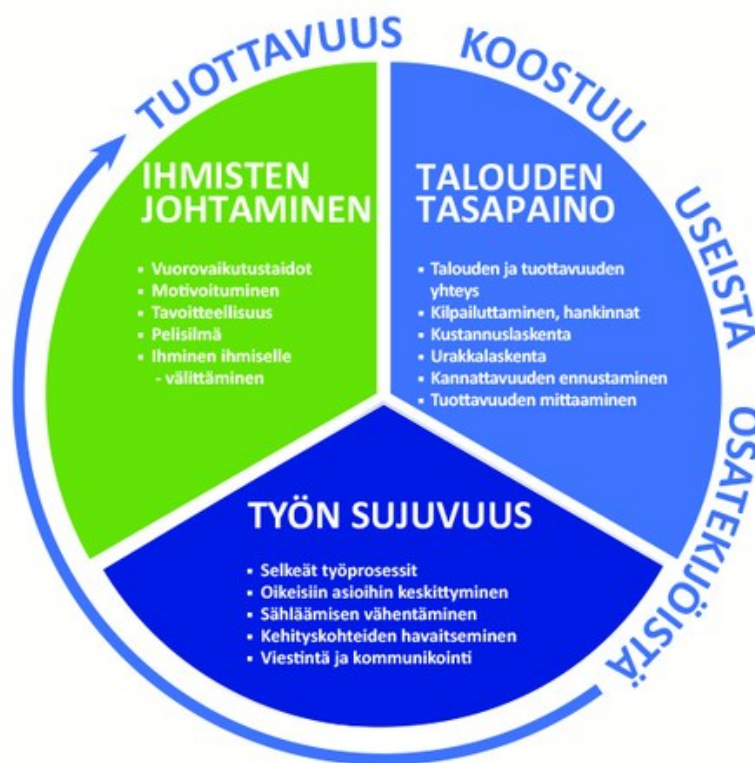 TUOTTAVUUS KOOSTUU USEISTA OSATEKIJÖISTÄ
IHMISTEN
JOHTAMINEN
▪ Vuorovaikutustaidot
▪ Motivoituminen
▪ Tavoitteellisuus
▪ Pelisilmä
▪ Ihminen ihmiselle
- välittäminen
TALOUDEN
TASAPAINO
▪ Talouden ja tuottavuuden
yhteys
▪ Kilpailuttaminen, hankinnat
▪ Kustannuslaskenta
▪ Urakkalaskenta
▪ Kannattavuuden ennustaminen
▪ Tuottavuuden mittaaminen
TYÖN SUJUVUUS
▪ Selkeät työprosessit
▪ Oikeisiin asioihin keskittyminen
▪ Sähläämisen vähentäminen
▪ Kehityskohteiden havaitseminen
▪ Viestintä ja kommunikointi